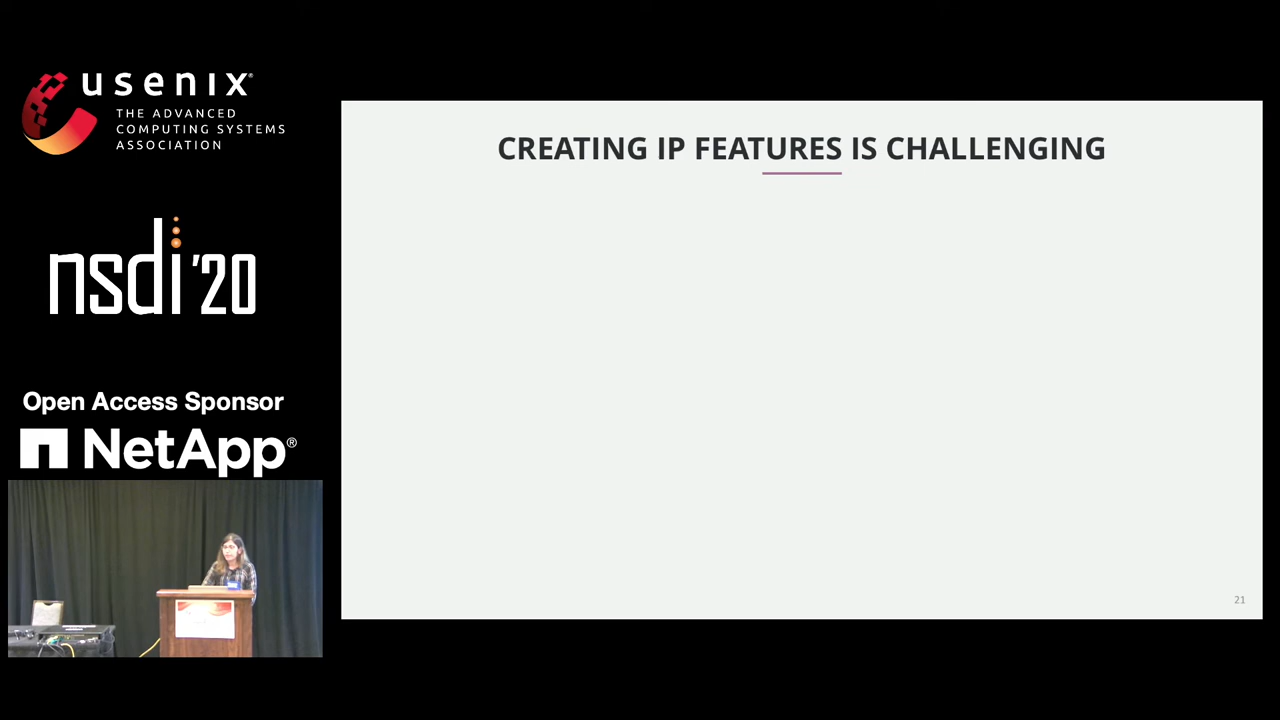 usenix®
THE ADVANCED
COMPUTING SYSTEMS
ASSOCIATION
nsdi '20
Open Access Sponsor
NetApp®
CREATING IP FEATURES IS CHALLENGING
21